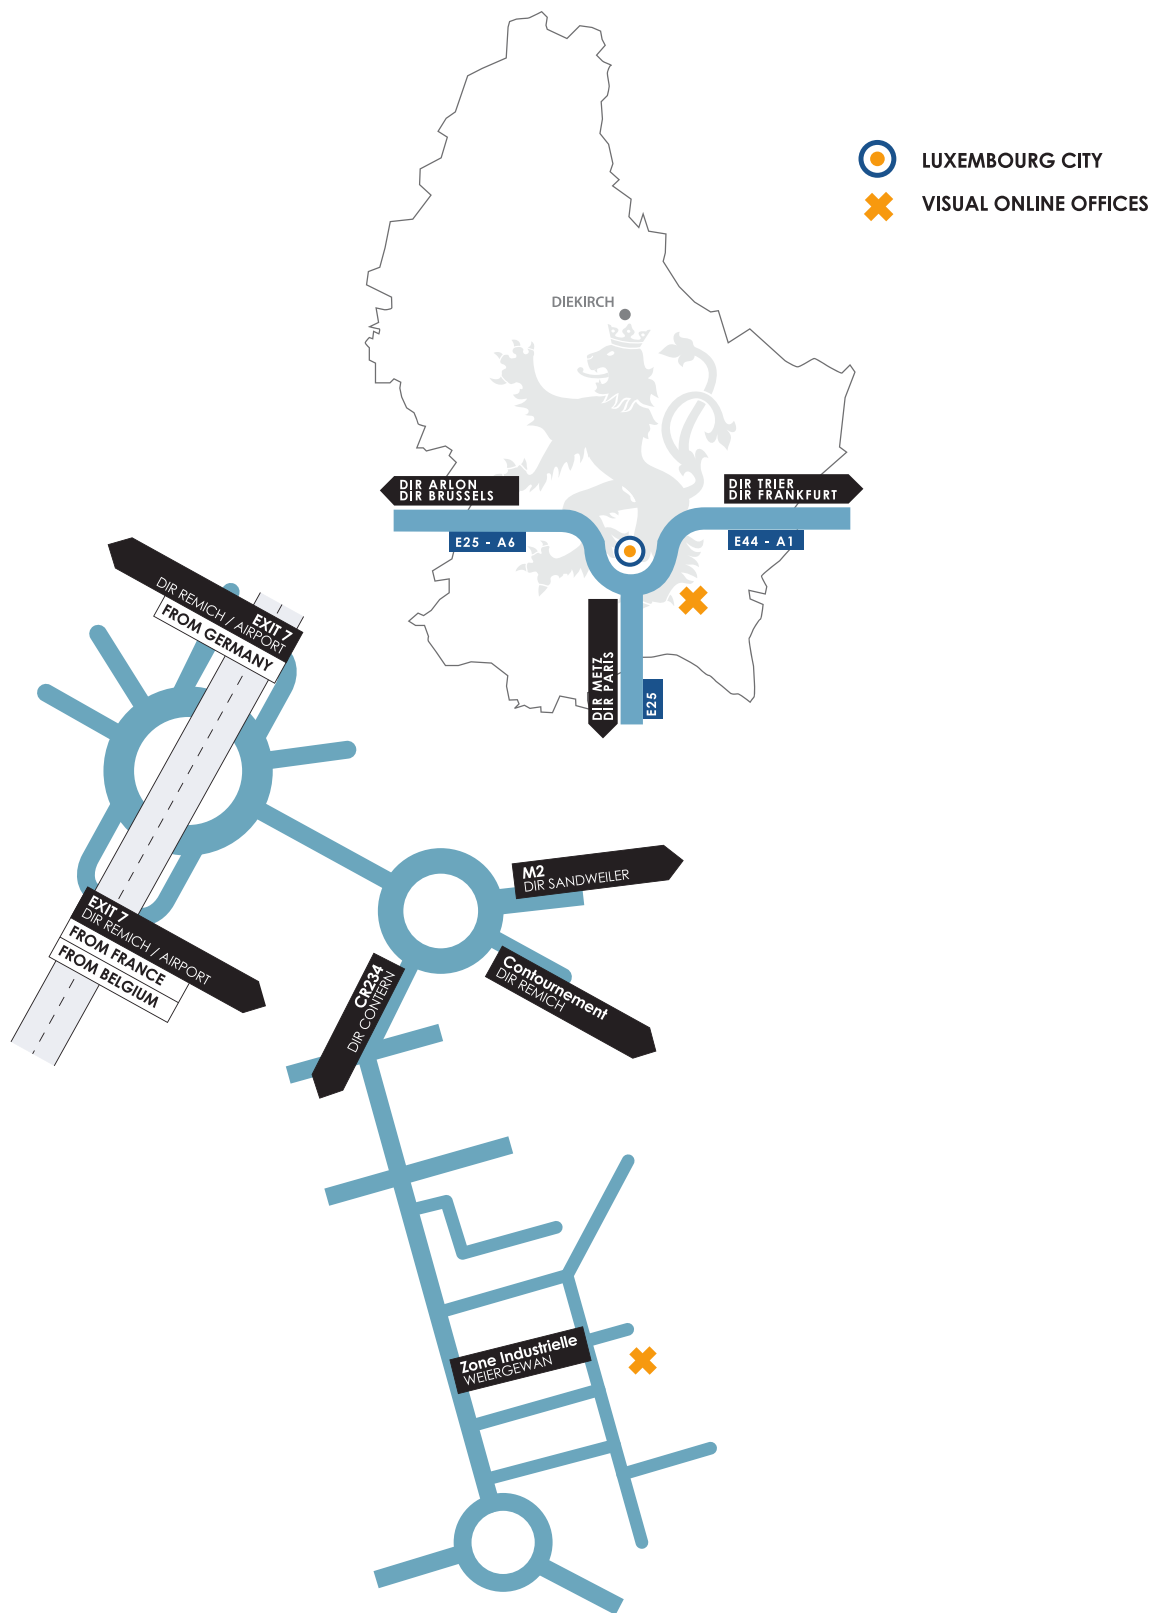 LUXEMBOURG CITY
VISUAL ONLINE OFFICES
DIEKIRCH
DIR ARLON
DIR BRUSSELS
E25 - A6
DIR TRIER
DIR FRANKFURT
E44 - A1
DIR METZ
DIR PARIS
E25
EXIT 7
DIR REMICH / AIRPORT
FROM GERMANY
EXIT 7
DIR REMICH / AIRPORT
FROM FRANCE
FROM BELGIUM
M2
DIR SANDWEILER
Contournement
DIR REMICH
CR234
DIR CONTERN
Zone Industrielle
WEIERGEWAN